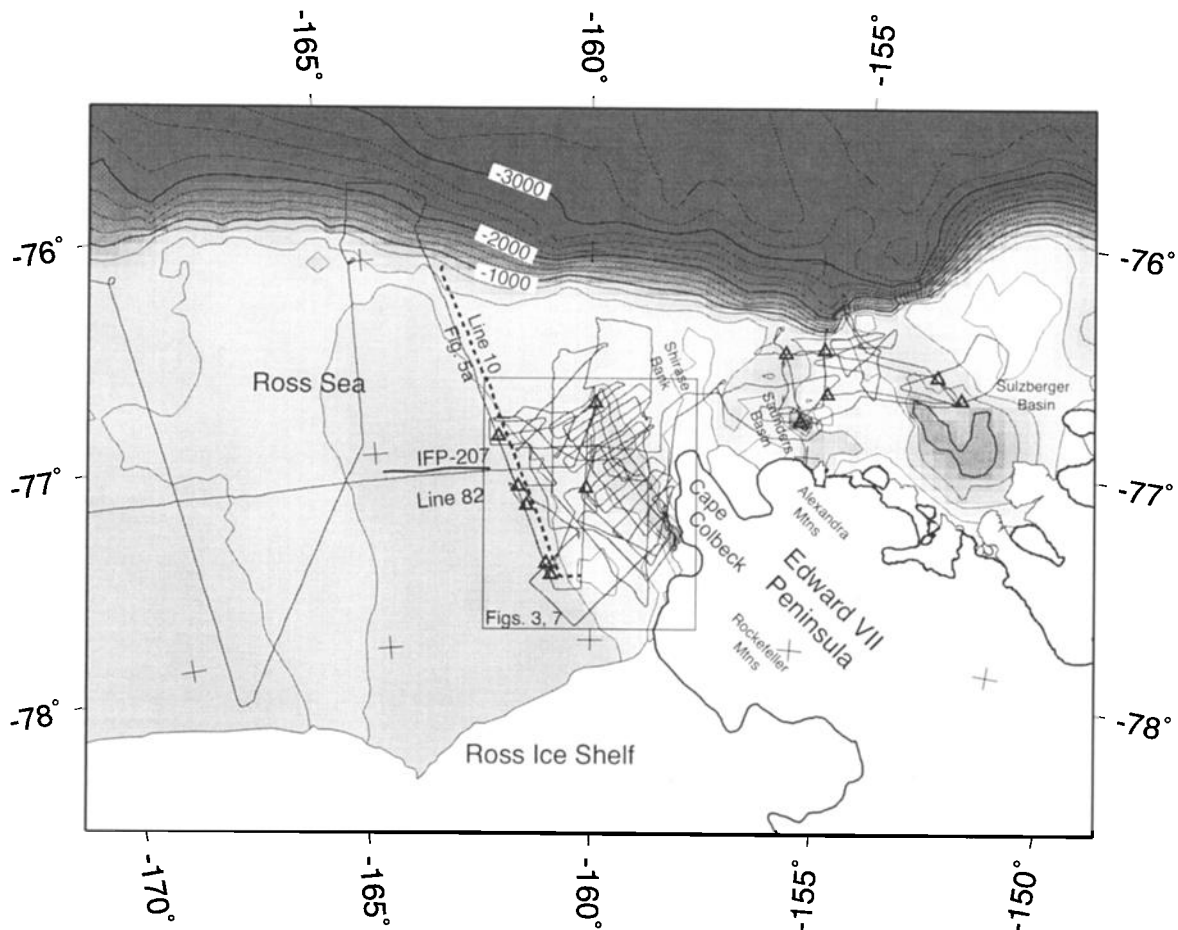 -165°
-160°
-155°
-3000
-2000
-1000
-76°
-76°
Line 10
Fig. 5a
Shirase
Bank
Ross Sea
Saunders
Basin
Sulzberger
Basin
IFP-207
-77°
-77°
Line 82
Cape
Colbeck
Alexandra
Mtns
Edward VII
Peninsula
Figs. 3, 7
Rockefeller
Mtns
-78°
-78°
Ross Ice Shelf
-170°
-165°
-160°
-155°
-150°